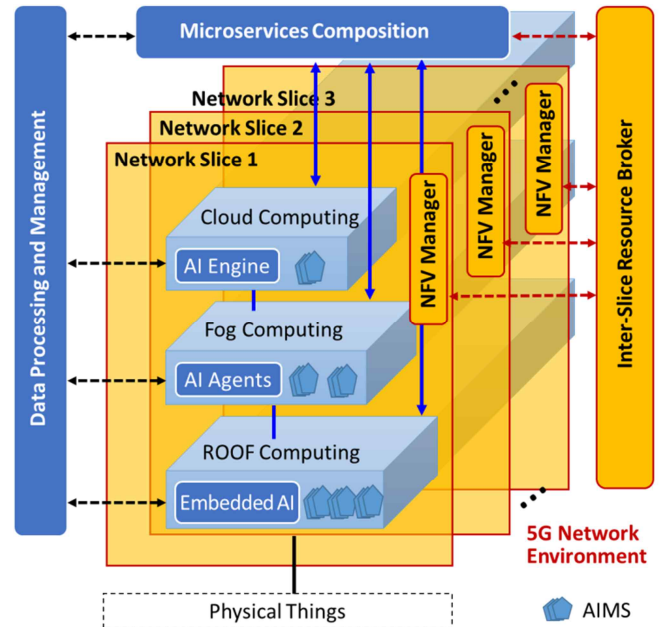 Microservices Composition
Data Processing and Management
Inter-Slice Resource Broker
Network Slice 3
Network Slice 2
Network Slice 1
NFV Manager
NFV Manager
NFV Manager
Cloud Computing
AI Engine
Fog Computing
AI Agents
ROOF Computing
Embedded AI
5G Network
Environment
Physical Things
AIMS